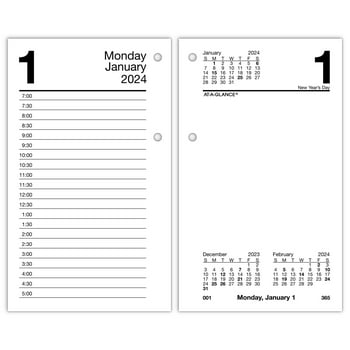 1
Monday
January
2024
7:00
7:30
8:00
8:30
9:00
9:30
10:00
10:30
11:00
11:30
12:00
12:30
1:00
1:30
2:00
2:30
3:00
3:30
4:00
4:30
5:00
January 2024
S M T W T F S
1 2 3 4 5 6
7 8 9 10 11 12 13
14 15 16 17 18 19 20
21 22 23 24 25 26 27
28 29 30 31
1
New Year's Day
AT-A-GLANCE®
December 2023
S M T W T F S
1 2
3 4 5 6 7 8 9
10 11 12 13 14 15 16
17 18 19 20 21 22 23
24 25 26 27 28 29 30
31
February 2024
S M T W T F S
1 2 3
4 5 6 7 8 9 10
11 12 13 14 15 16 17
18 19 20 21 22 23 24
25 26 27 28 29
001 Monday, January 1 365